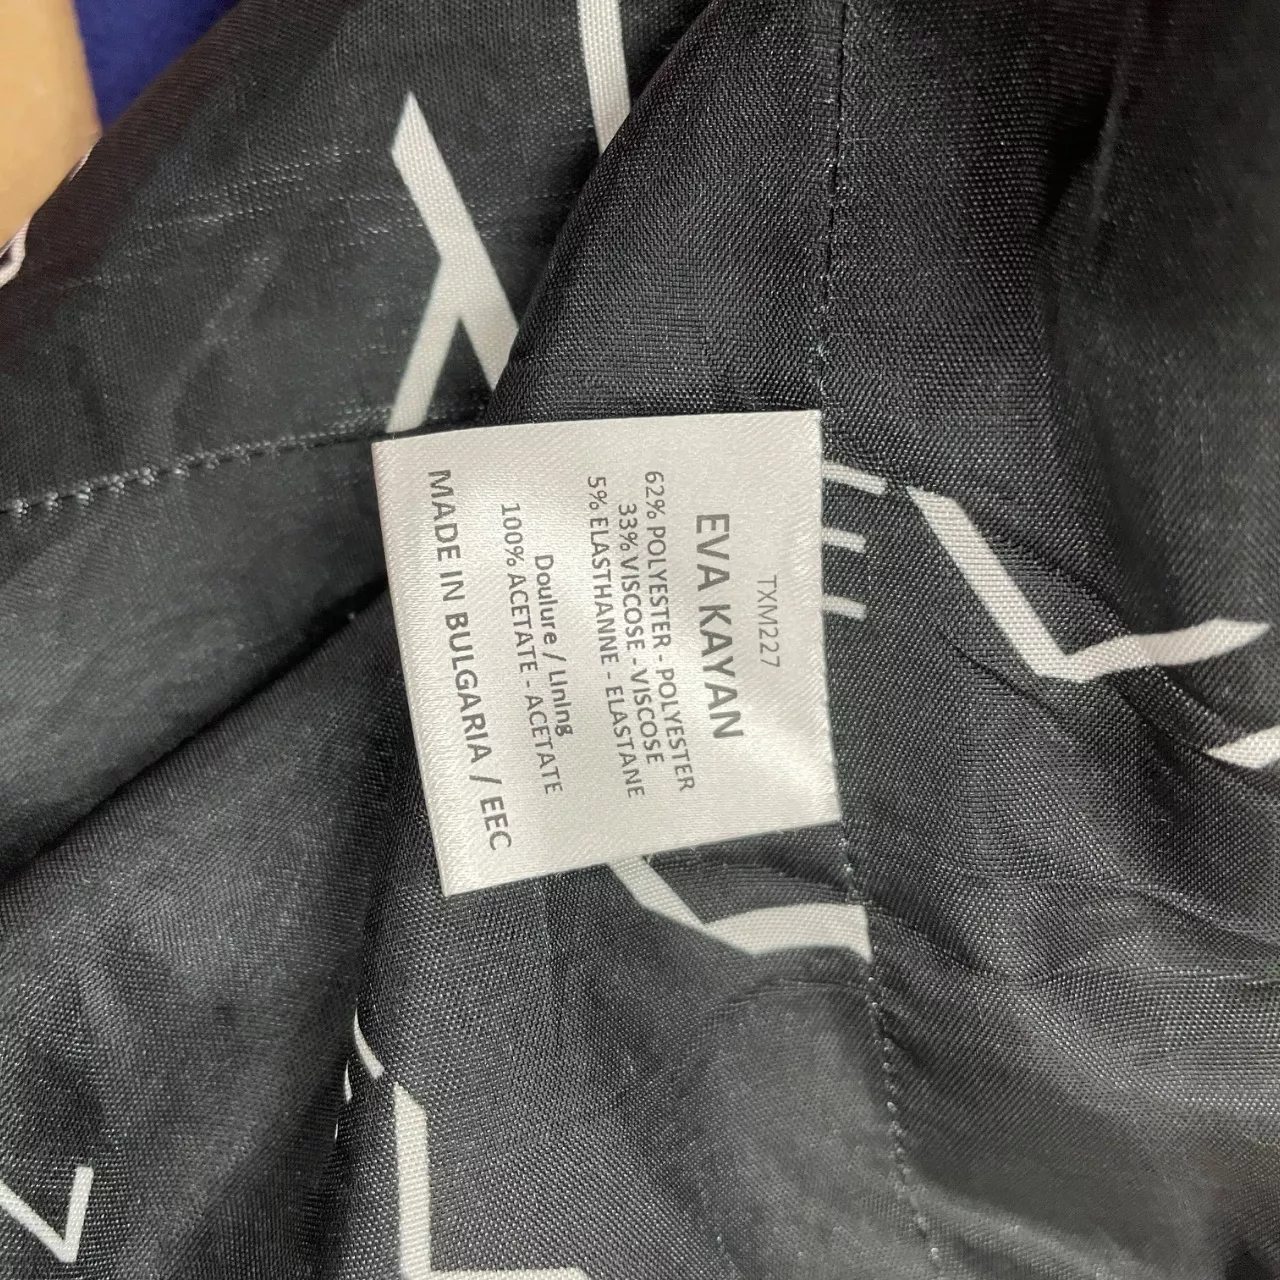 TXM227
EVA KAYAN
62% POLYESTER - POLYESTER
33% VISCOSE - VISCOSE
5% ELASTHANNE - ELASTANE
Doulure / Lining
100% ACETATE - ACETATE
MADE IN BULGARIA / EEC